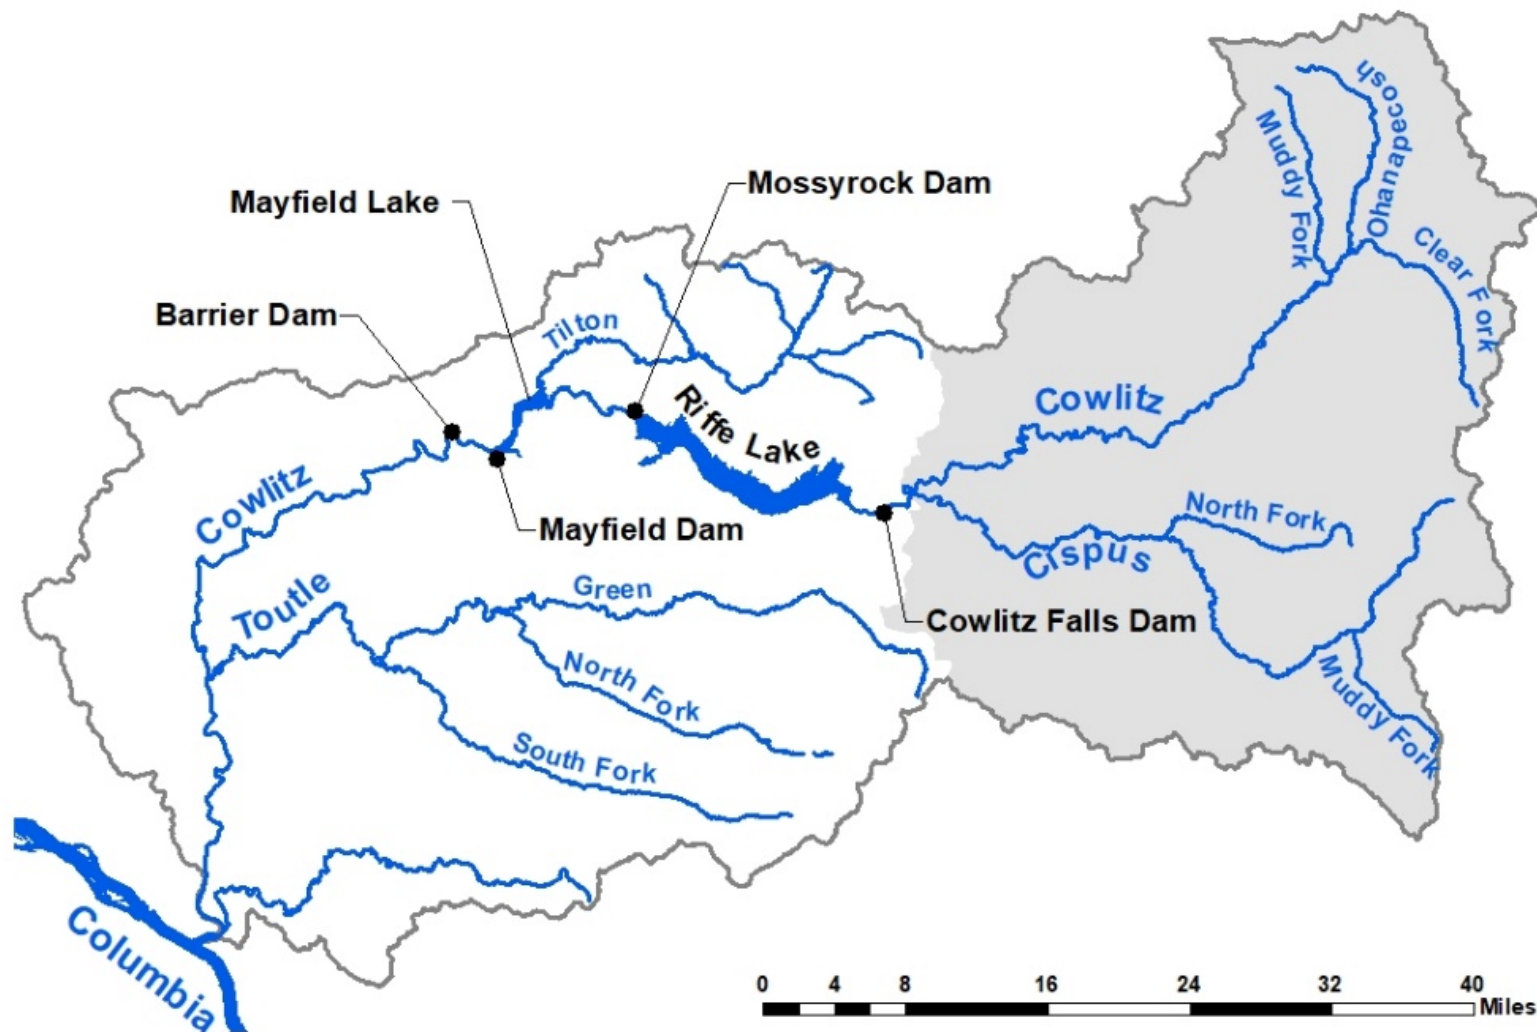 Ohanapecosh
Muddy Fork
Clear Fork
Mossyrock Dam
Mayfield Lake
Barrier Dam
Tilton
Riffe Lake
Cowlitz
Cowlitz
Mayfield Dam
North Fork
Cispus
Toutle
Green
Cowlitz Falls Dam
North Fork
Muddy Fork
South Fork
Columbia
0 4 8 16 24 32 40
Miles